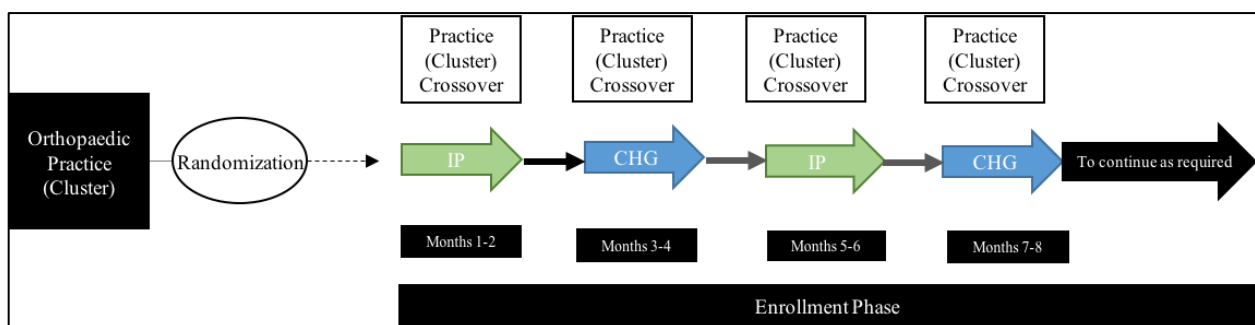 Orthopaedic
Practice
(Cluster)
Randomization
Practice
(Cluster)
Crossover
Practice
(Cluster)
Crossover
Practice
(Cluster)
Crossover
Practice
(Cluster)
Crossover
IP
CHG
IP
CHG
To continue as required
Months 1-2
Months 3-4
Months 5-6
Months 7-8
Enrollment Phase